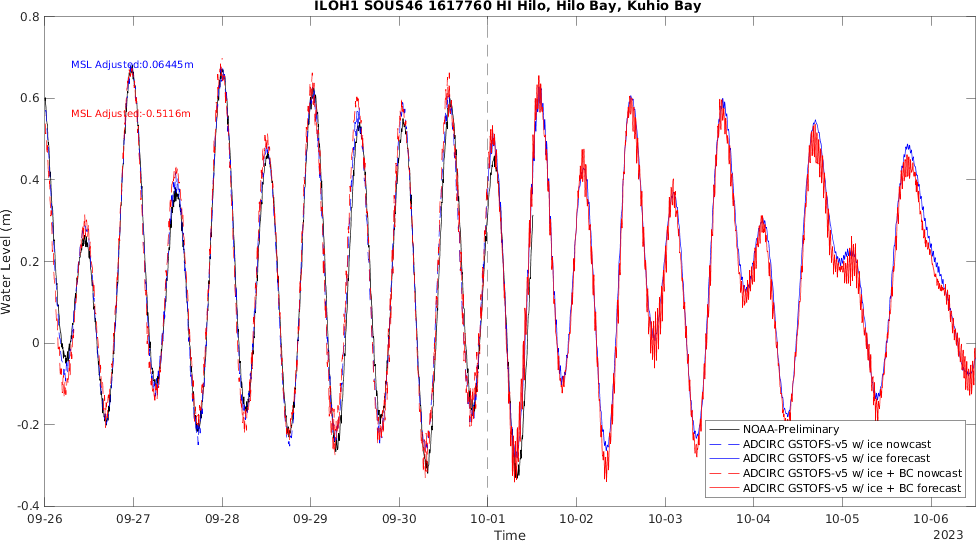 ILOH1 SOUS46 1617760 HI Hilo, Hilo Bay, Kuhio Bay
0.8
MSL Adjusted:0.06445m
0.6
MSL Adjusted:-0.5116m
0.4
Water Level (m)
0.2
0
-0.2
NOAA-Preliminary
ADCIRC GSTOFS-v5 w/ ice nowcast
ADCIRC GSTOFS-v5 w/ ice forecast
ADCIRC GSTOFS-v5 w/ ice + BC nowcast
ADCIRC GSTOFS-v5 w/ ice + BC forecast
-0.4
09-26 09-27 09-28 09-29 09-30 10-01 10-02 10-03 10-04 10-05 10-06
Time 2023